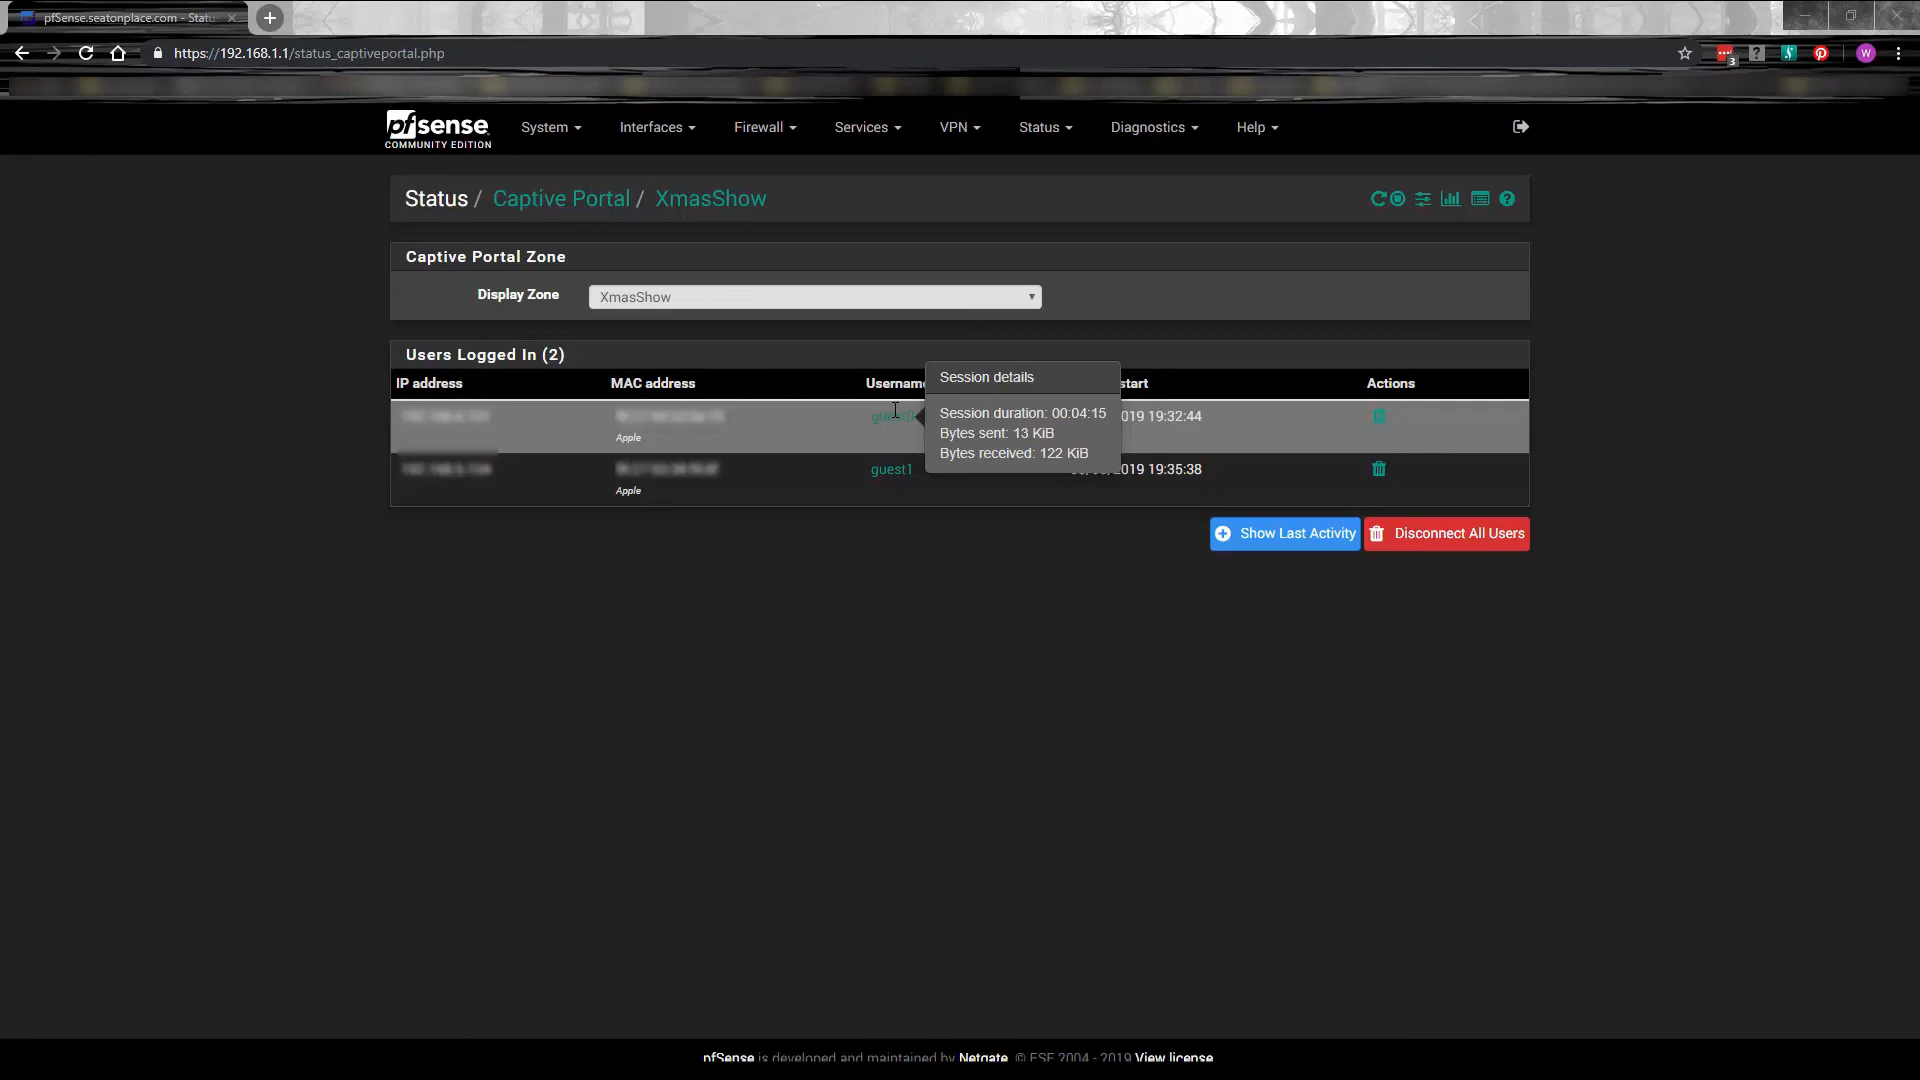 pfSense.seatonplace.com - Statu
https://192.168.1.1/status_captiveportal.php
3
W
pfsense
COMMUNITY EDITION
System
Interfaces
Firewall
Services
VPN
Status
Diagnostics
Help
Status / Captive Portal / XmasShow
Captive Portal Zone
Display Zone
XmasShow
Users Logged In (2)
IP address MAC address Usernam start Actions
Session details
Session duration: 00:04:15
Bytes sent: 13 KiB
Bytes received: 122 KiB
2019 19:32:44
Apple
guest1
2019 19:35:38
Apple
Show Last Activity
Disconnect All Users
pfSense is developed and maintained by Netgate. © ESF 2004 - 2019 View license